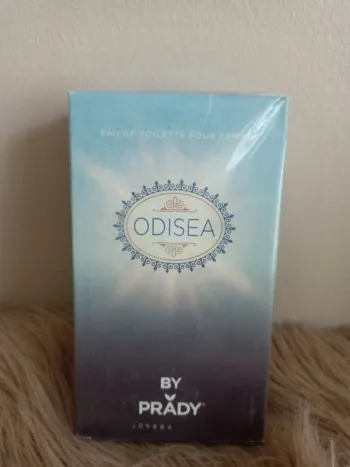 EAU DE TOILETTE POUR FEMME
ODISEA
BY
PRADY